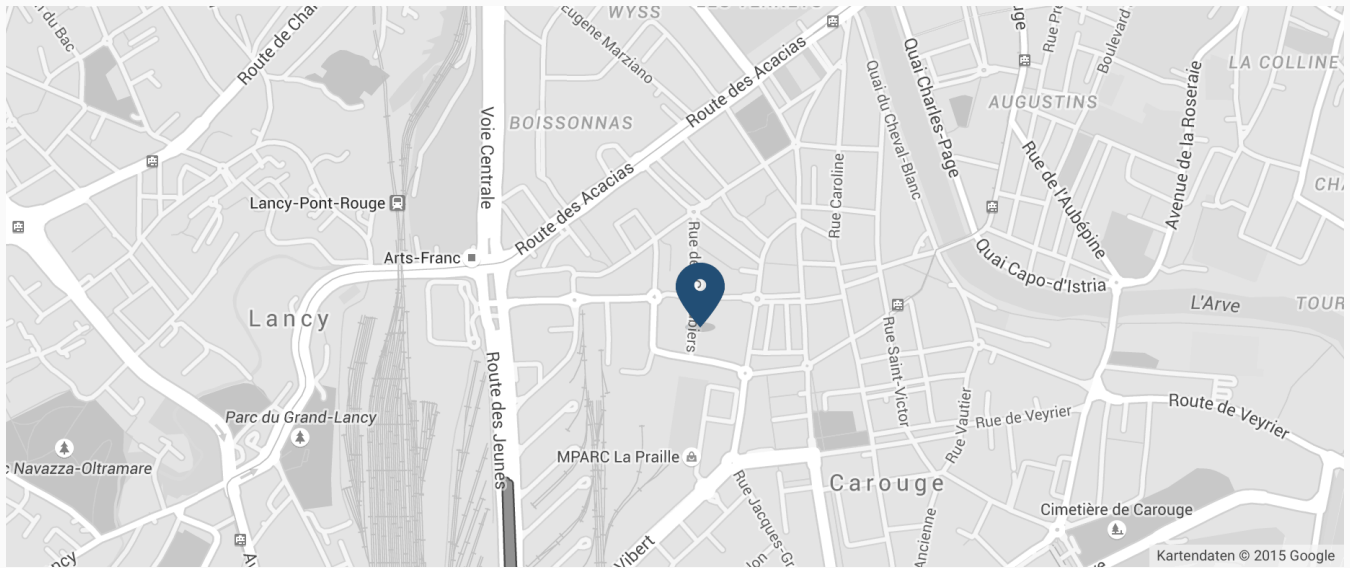 WYSS
Route de Char
n du Bac
Eugène Marziano
Route des Acacias
Quai Charles-Page
Quai du Cheval-Blanc
Boulevard
LA COLLINE
AUGUSTINS
BOISSONNAS
Voie Centrale
Rue de l'Aubépine
Avenue de la Roseraie
Rue Caroline
Route des Acacias
Lancy-Pont-Rouge
Arts-Franc
Quai Capo-d'Istria
L'Arve
TOUR
Lancy
Rue Saint-Victor
Route des Jeunes
Parc du Grand-Lancy
Rue de Veyrier
Route de Veyrier
Rue Vautier
c Navazza-Oltramare
MPARC La Praille
Carouge
Rue Jacques-Gr
Cimetière de Carouge
Ancienne
Vibert
ncy
Kartendaten © 2015 Google